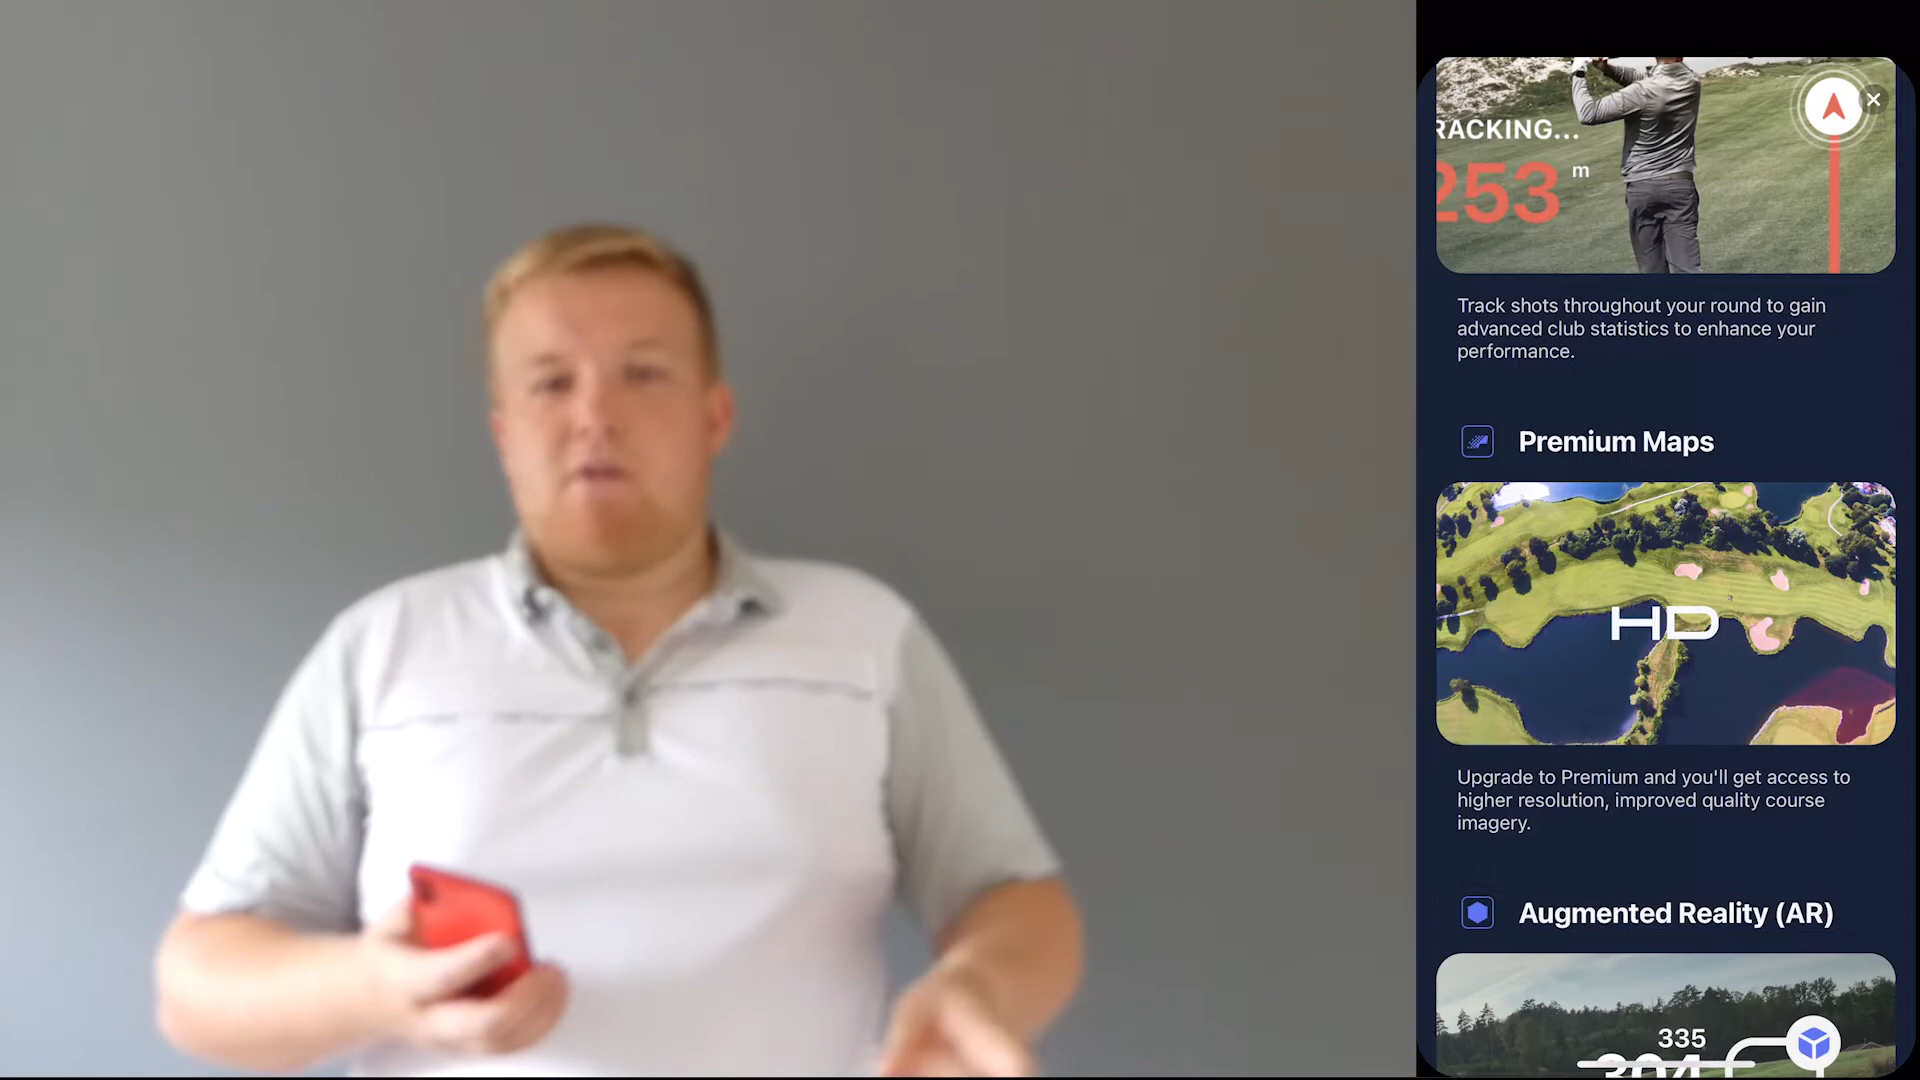 RACKING...
253 m
Track shots throughout your round to gain
advanced club statistics to enhance your
performance.
Premium Maps
HD
Upgrade to Premium and you'll get access to
higher resolution, improved quality course
imagery.
Augmented Reality (AR)
335